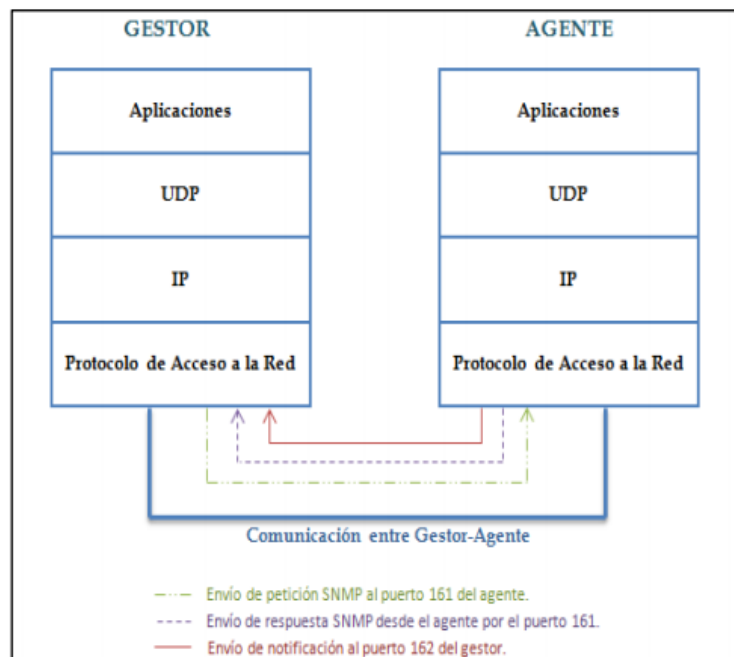 GESTOR
AGENTE
Aplicaciones
Aplicaciones
UDP
UDP
IP
IP
Protocolo de Acceso a la Red
Protocolo de Acceso a la Red
Comunicación entre Gestor-Agente
Envío de petición SNMP al puerto 161 del agente.
Envío de respuesta SNMP desde el agente por el puerto 161.
Envío de notificación al puerto 162 del gestor.